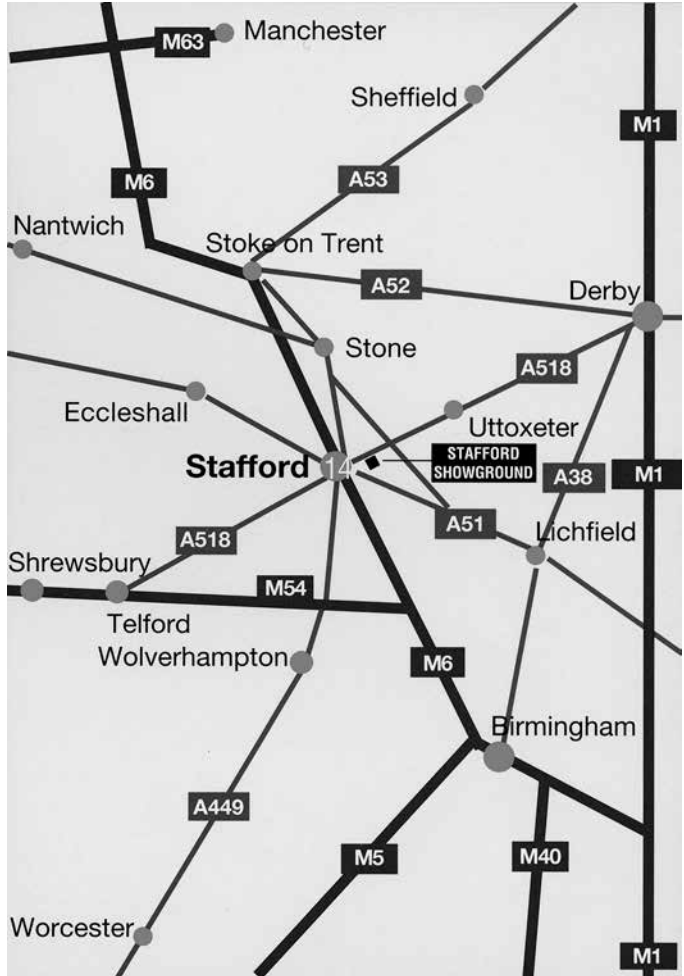 Manchester
M63
Sheffield
M1
M6
A53
Nantwich
Stoke on Trent
A52
Derby
Stone
A518
Eccleshall
Uttoxeter
Stafford
14
STAFFORD
SHOWGROUND
A38
M1
A51
A518
Lichfield
Shrewsbury
M54
Telford
Wolverhampton
M6
Birmingham
A449
M5
M40
Worcester
M1